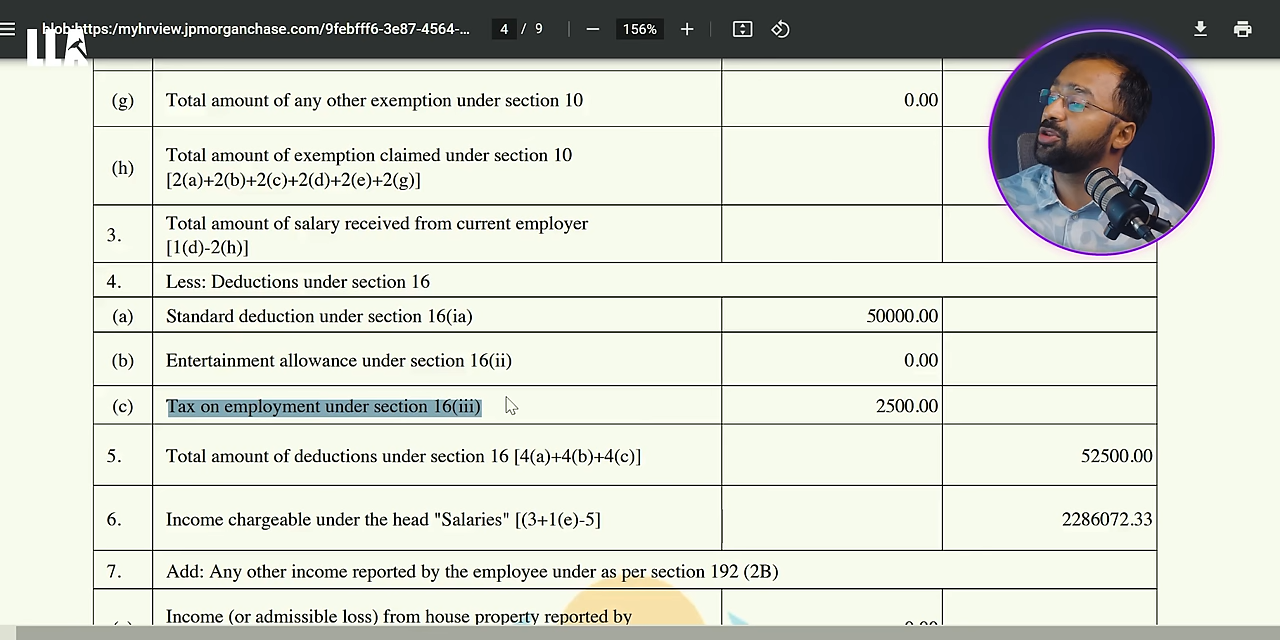 blob:https:/myhrview.jpmorganchase.com/9febfff6-3e87-4564-...
4 / 9
156%
LLA
(g) Total amount of any other exemption under section 10 0.00
(h) Total amount of exemption claimed under section 10
[2(a)+2(b)+2(c)+2(d)+2(e)+2(g)]
3. Total amount of salary received from current employer
[1(d)-2(h)]
4. Less: Deductions under section 16
(a) Standard deduction under section 16(ia) 50000.00
(b) Entertainment allowance under section 16(ii) 0.00
(c) Tax on employment under section 16(iii) 2500.00
5. Total amount of deductions under section 16 [4(a)+4(b)+4(c)] 52500.00
6. Income chargeable under the head "Salaries" [(3+1(e)-5] 2286072.33
7. Add: Any other income reported by the employee under as per section 192 (2B)
Income (or admissible loss) from house property reported by